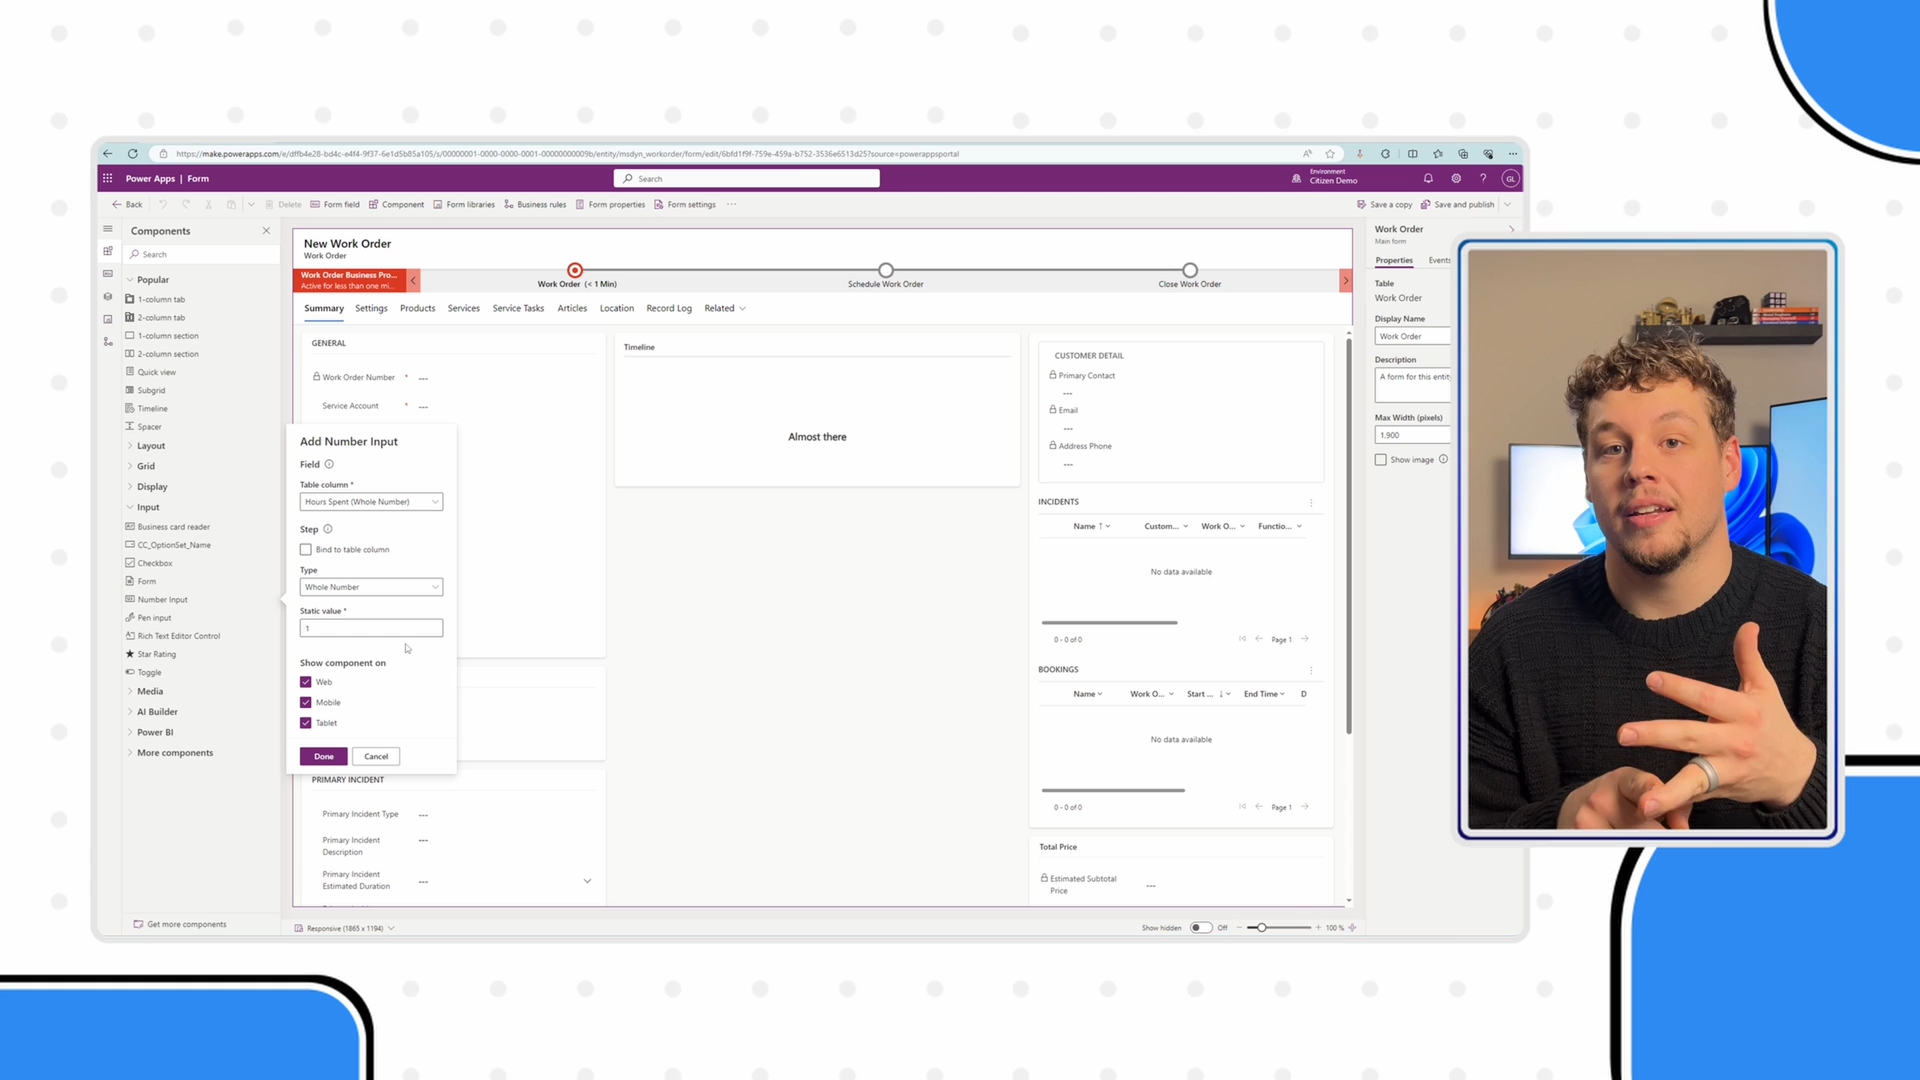 https://make.powerapps.com/e/dffb4e28-bd4c-e4f4-9f37-6e1d5b85a105/s/00000001-0000-0000-0001-00000000009b/entity/msdyn_workorder/form/edit/6bfd1f9f-759e-459a-b752-3536e6513d25?source=powerappsportal
Power Apps | Form
Search
Environment
Citizen Demo
GL
Back
Delete
Form field
Component
Form libraries
Business rules
Form properties
Form settings
Save a copy
Save and publish
Components
Search
Popular
1-column tab
2-column tab
1-column section
2-column section
Quick view
Subgrid
Timeline
Spacer
Layout
Grid
Display
Input
Business card reader
CC_OptionSet_Name
Checkbox
Form
Number Input
Pen input
Rich Text Editor Control
Star Rating
Toggle
Media
AI Builder
Power BI
More components
Get more components
New Work Order
Work Order
Work Order Business Pro...
Active for less than one mi...
Work Order (< 1 Min)
Schedule Work Order
Close Work Order
Summary
Settings
Products
Services
Service Tasks
Articles
Location
Record Log
Related
GENERAL
Work Order Number * ---
Service Account * ---
Add Number Input
Field
Table column *
Hours Spent (Whole Number)
Step
Bind to table column
Type
Whole Number
Static value *
1
Show component on
Web
Mobile
Tablet
Done
Cancel
PRIMARY INCIDENT
Primary Incident Type ---
Primary Incident
Description
---
Primary Incident
Estimated Duration
---
Timeline
Almost there
CUSTOMER DETAIL
Primary Contact
---
Email
---
Address Phone
---
INCIDENTS
Name ↑
Custom...
Work O...
Functio...
No data available
0 - 0 of 0
Page 1
BOOKINGS
Name
Work O...
Start ... ↓
End Time
D
No data available
0 - 0 of 0
Page 1
Total Price
Estimated Subtotal
Price
---
Responsive (1865 x 1194)
Show hidden
Off
100 %
Work Order
Main form
Properties
Events
Table
Work Order
Display Name
Work Order
Description
A form for this entit
Max Width (pixels)
1,900
Show image